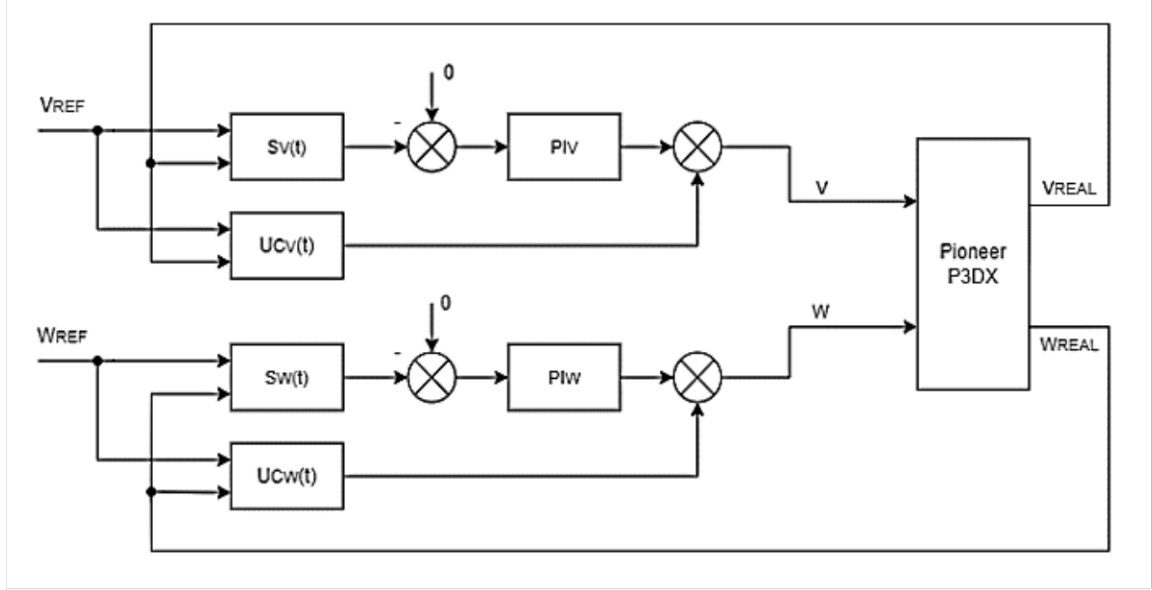 0
VREF
-
SV(t)
PIV
V
VREAL
UCV(t)
Pioneer
P3DX
0
W
WREF
-
WREAL
SW(t)
PIW
UCW(t)